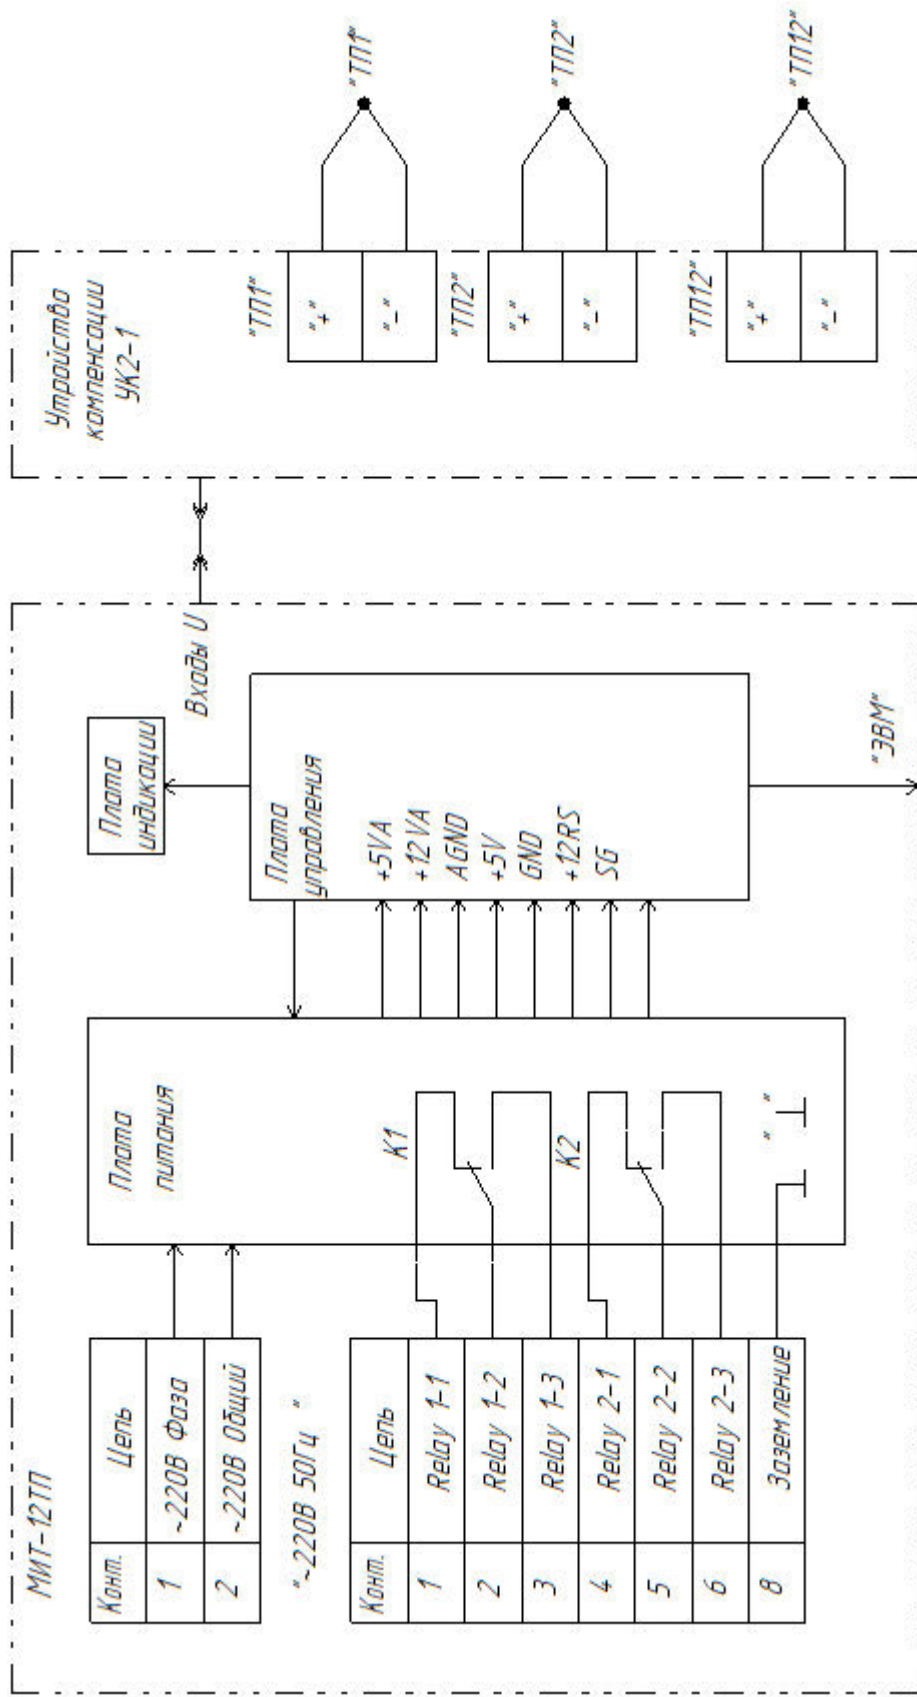 МИТ-12ТП
Конт.
Цепь
1
~220В Фаза
2
~220В Общий
"~220В 50Гц "
Конт.
Цепь
1
Relay 1-1
2
Relay 1-2
3
Relay 1-3
4
Relay 2-1
5
Relay 2-2
6
Relay 2-3
8
Заземление
Плата
питания
К1
К2
" "
Плата
индикации
Плата
управления
+5VA
+12VA
AGND
+5V
GND
+12RS
SG
"ЭВМ"
Входы U
Утройство
компенсации
УК2-1
"ТП1"
"+"
"-"
"ТП2"
"+"
"-"
"ТП12"
"+"
"-"
"ТП1"
"ТП2"
"ТП12"